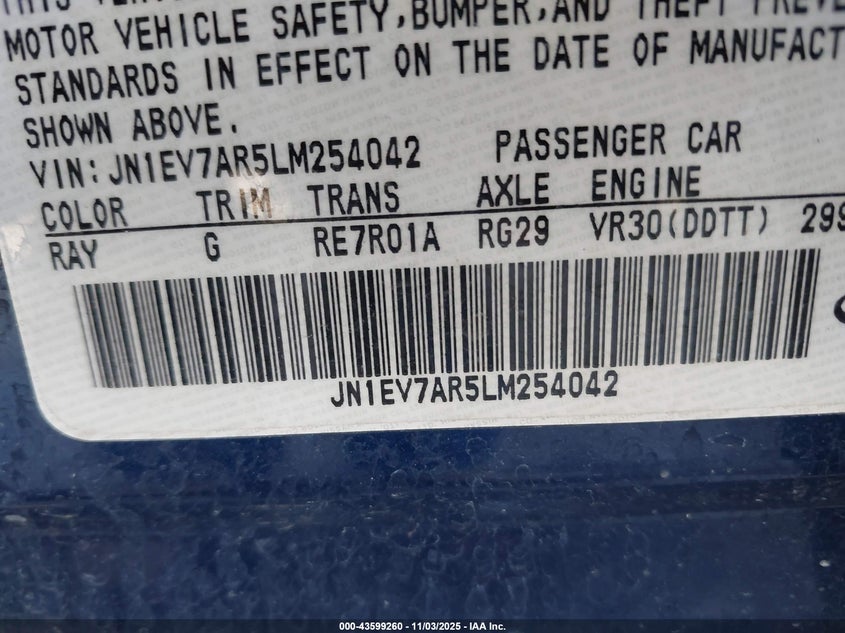 MOTOR VEHICLE SAFETY, BUMPER, AND THEFT
STANDARDS IN EFFECT ON THE DATE OF
SHOWN ABOVE.
VIN: JN1EV7AR5LM254042 PASSENGER CAR
COLOR TRIM TRANS AXLE ENGINE
RAY G RE7R01A RG29 VR30(DDTT) 299
JN1EV7AR5LM254042
000-43599260 - 11/03/2025 - IAA Inc.